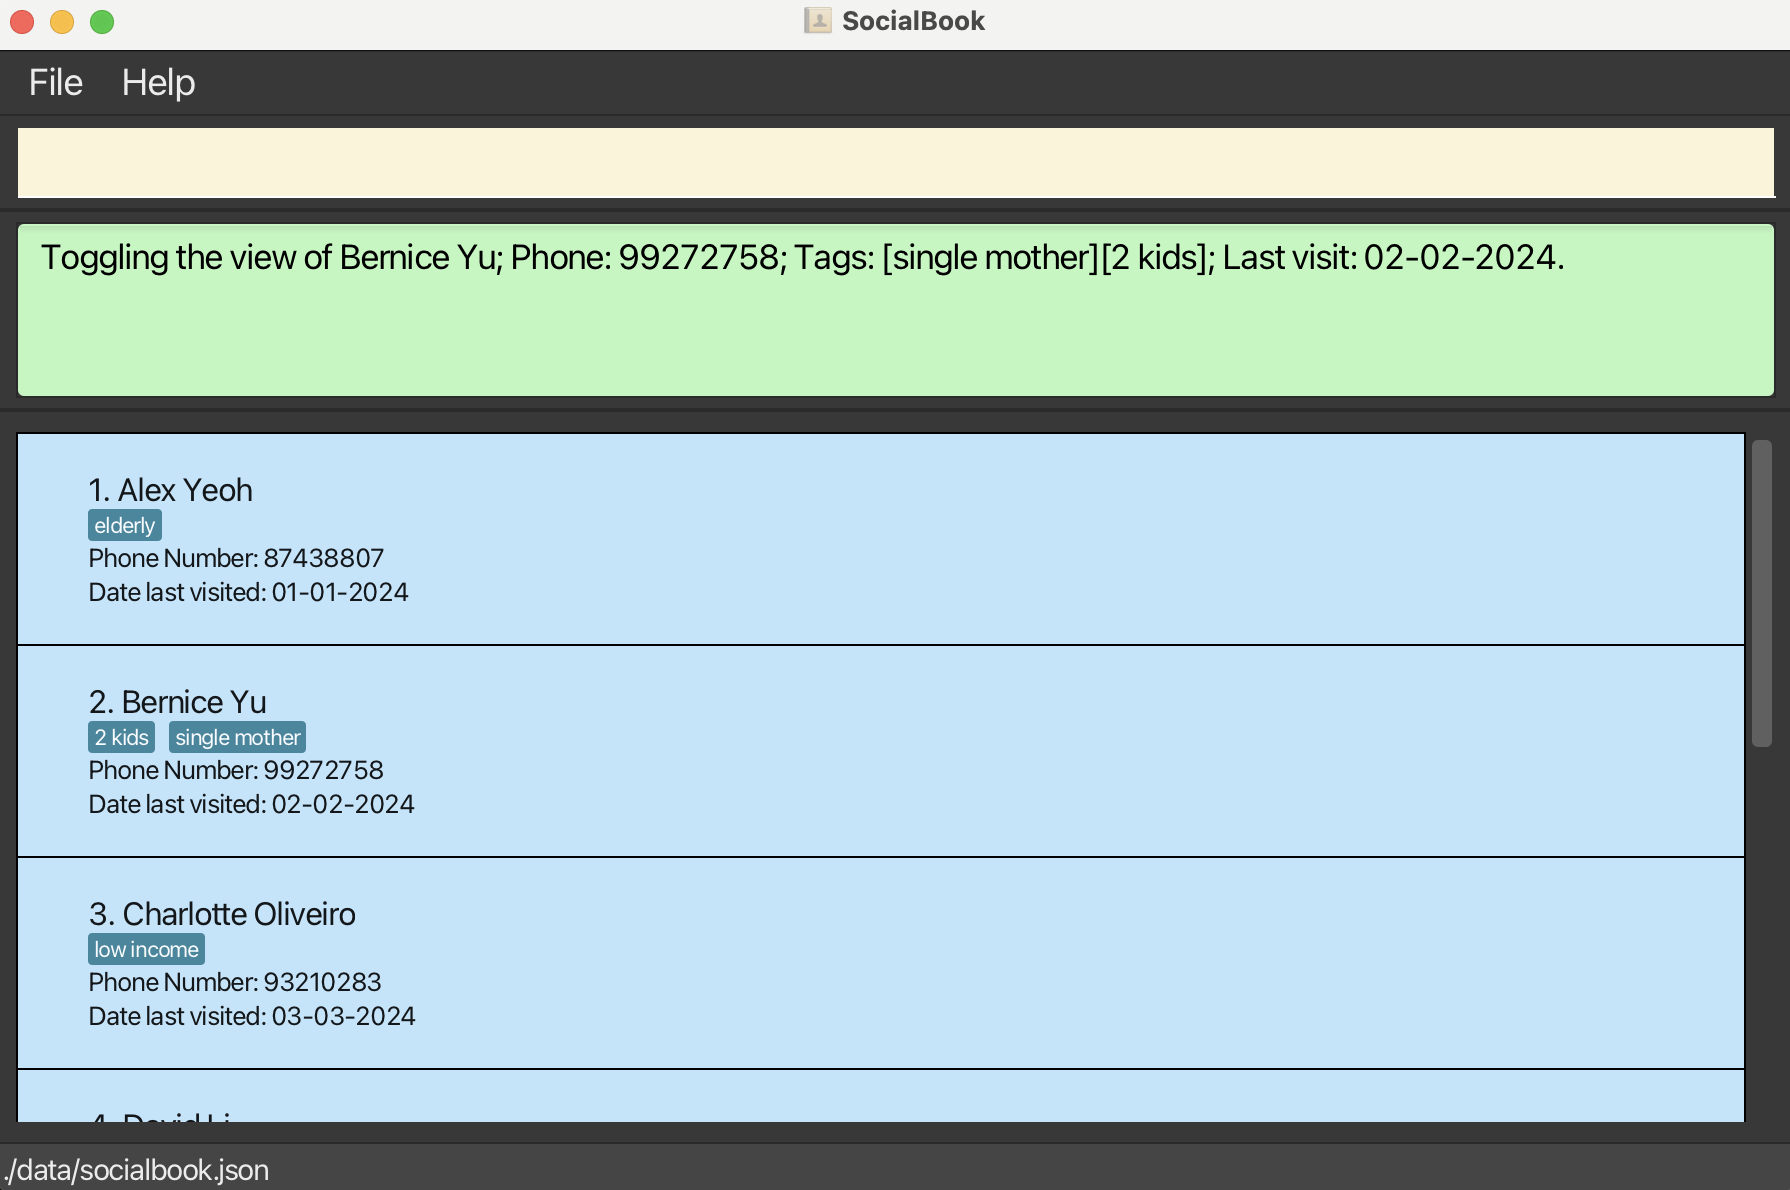 SocialBook
File Help
Toggling the view of Bernice Yu; Phone: 99272758; Tags: [single mother][2 kids]; Last visit: 02-02-2024.
1. Alex Yeoh
elderly
Phone Number: 87438807
Date last visited: 01-01-2024
2. Bernice Yu
2 kids single mother
Phone Number: 99272758
Date last visited: 02-02-2024
3. Charlotte Oliveiro
low income
Phone Number: 93210283
Date last visited: 03-03-2024
4. David Li
./data/socialbook.json